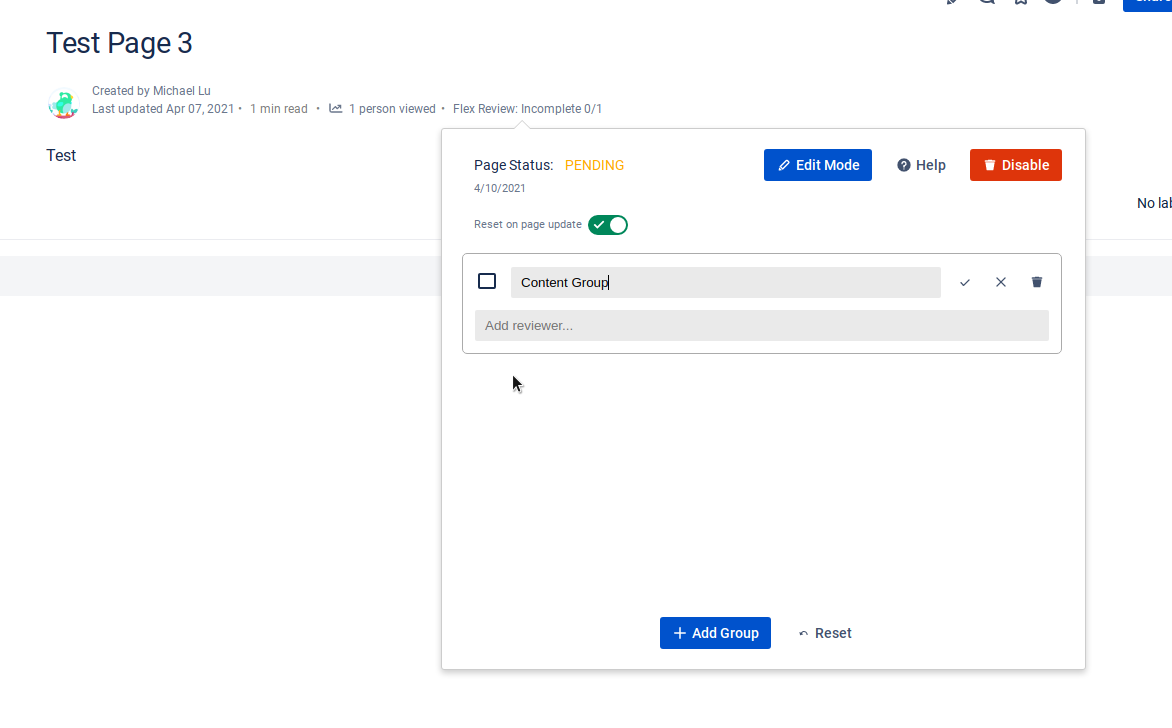 Test Page 3
Created by Michael Lu
Last updated Apr 07, 2021 • 1 min read • 1 person viewed • Flex Review: Incomplete 0/1
Test
Page Status: PENDING
Edit Mode
Help
Disable
4/10/2021
Reset on page update
No lab
Content Group
Add reviewer...
Add Group
Reset